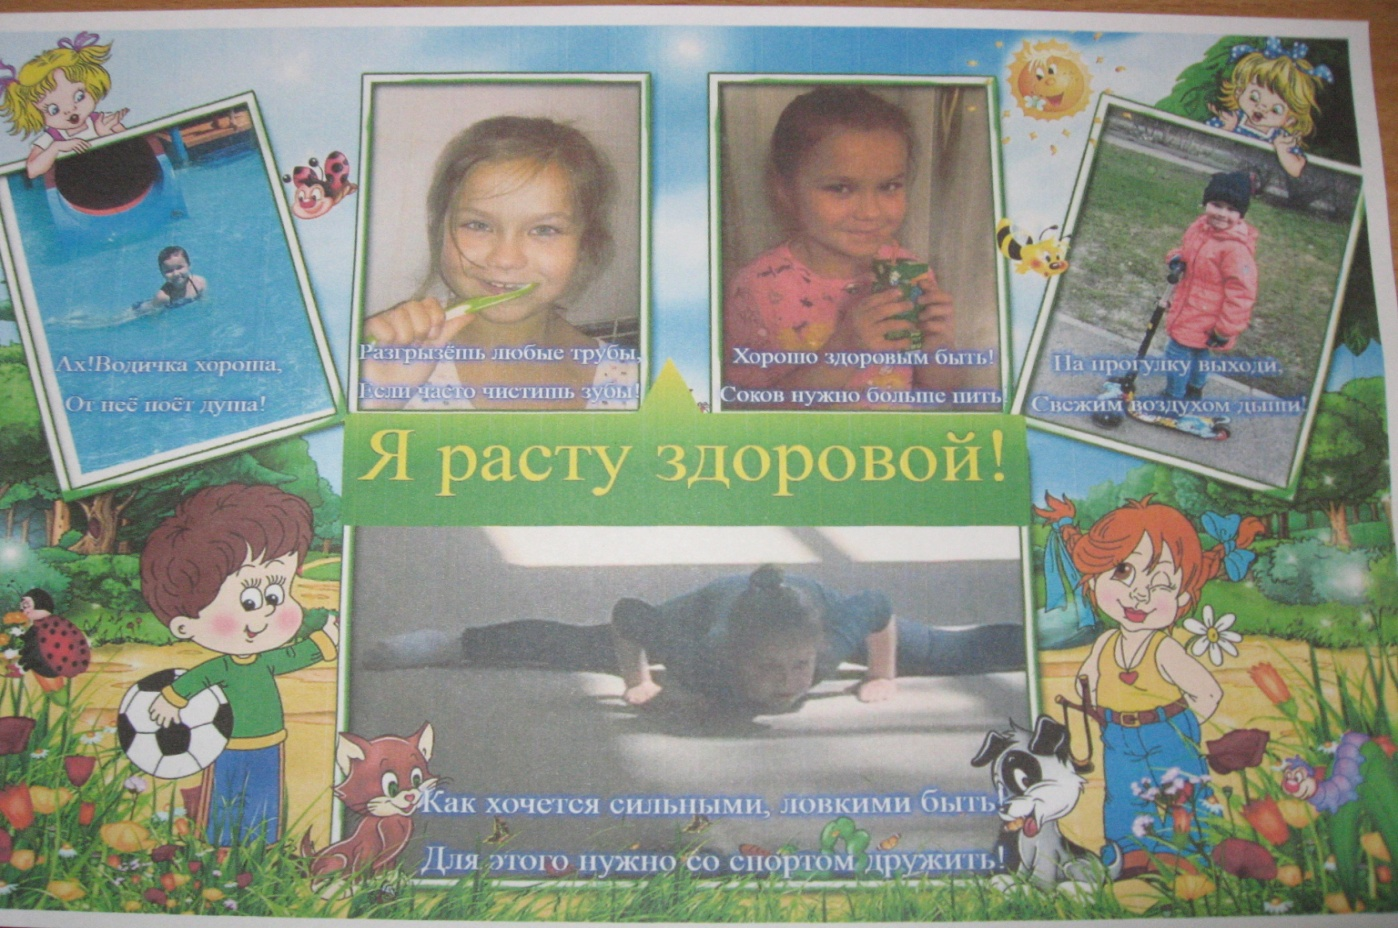 Ах!Водичка хороша,
От неё поёт душа!
Разгрызёшь любые трубы,
Если часто чистишь зубы!
Хорошо здоровым быть!
Соков нужно больше пить
На прогулку выходи,
Свежим воздухом дыши!
Я расту здоровой!
Как хочется сильными, ловкими быть,
Для этого нужно со спортом дружить!